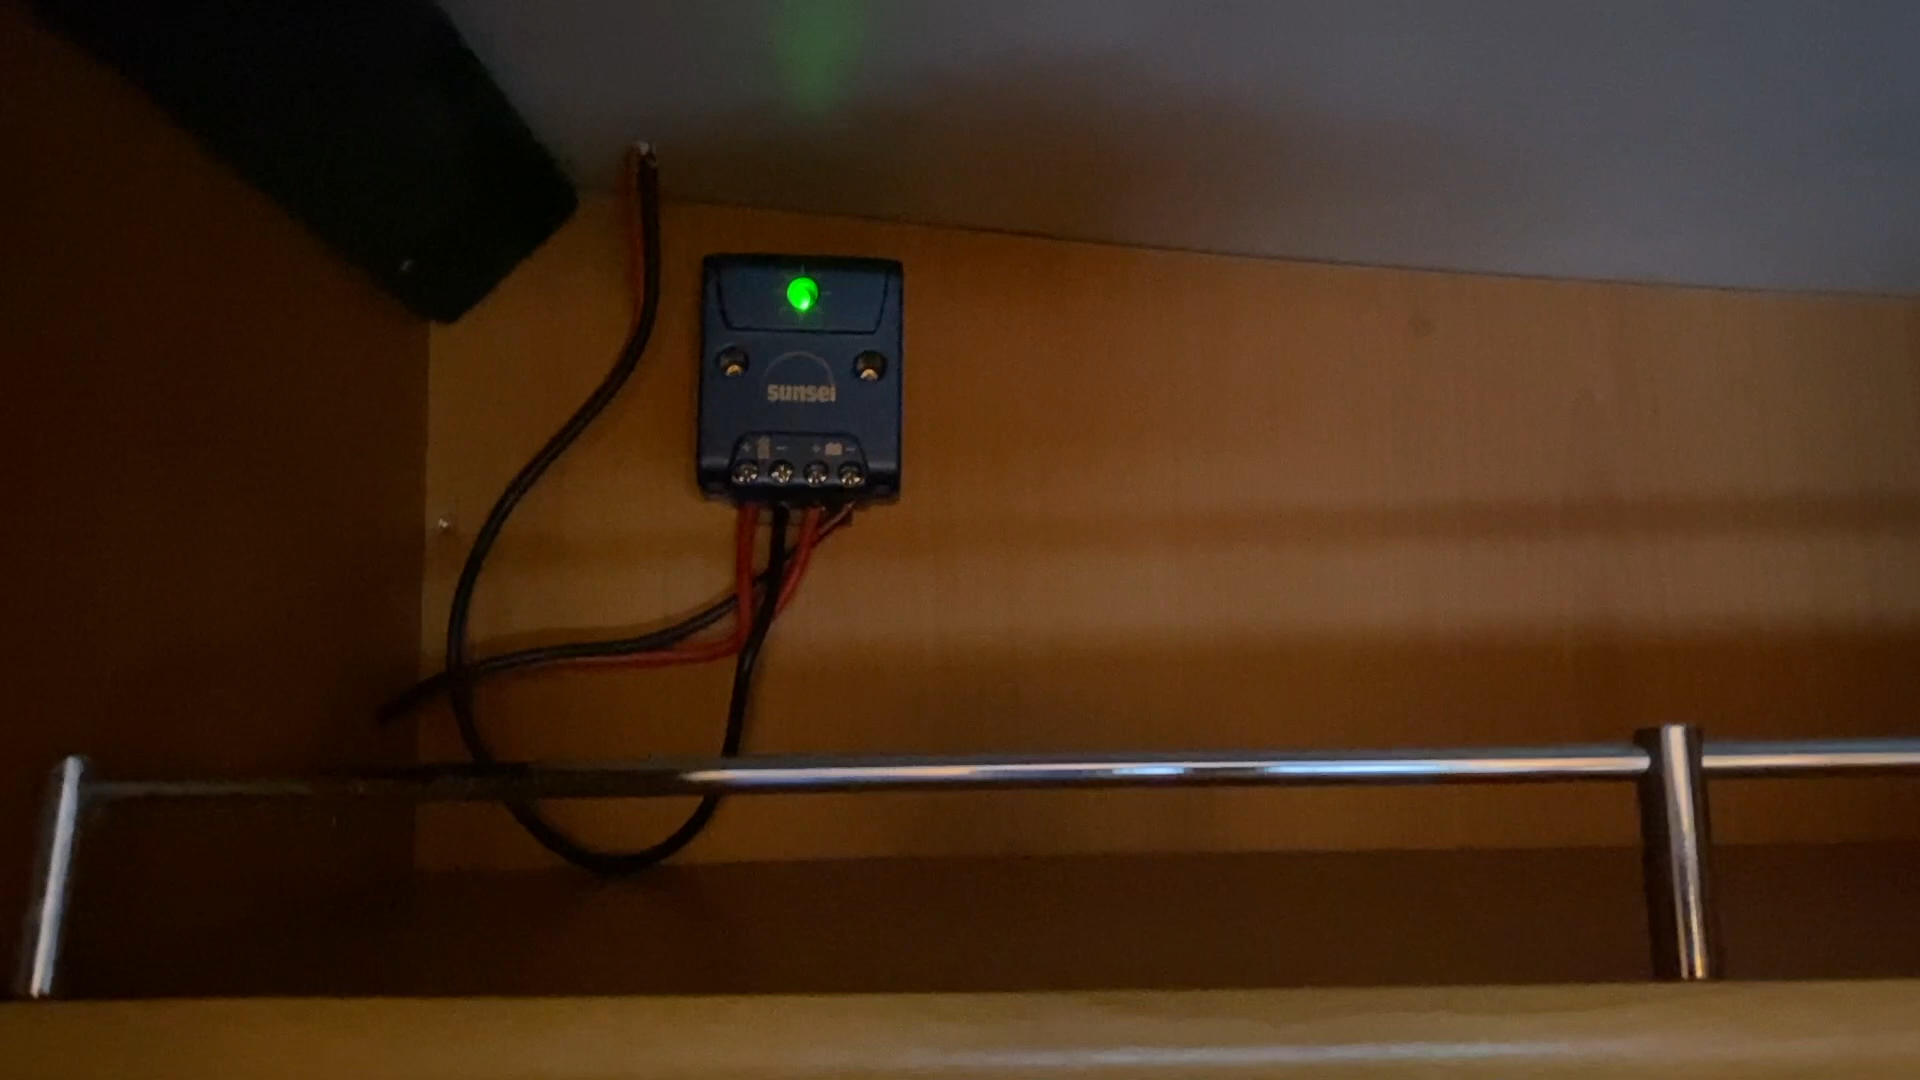 sunsei
+ - + -